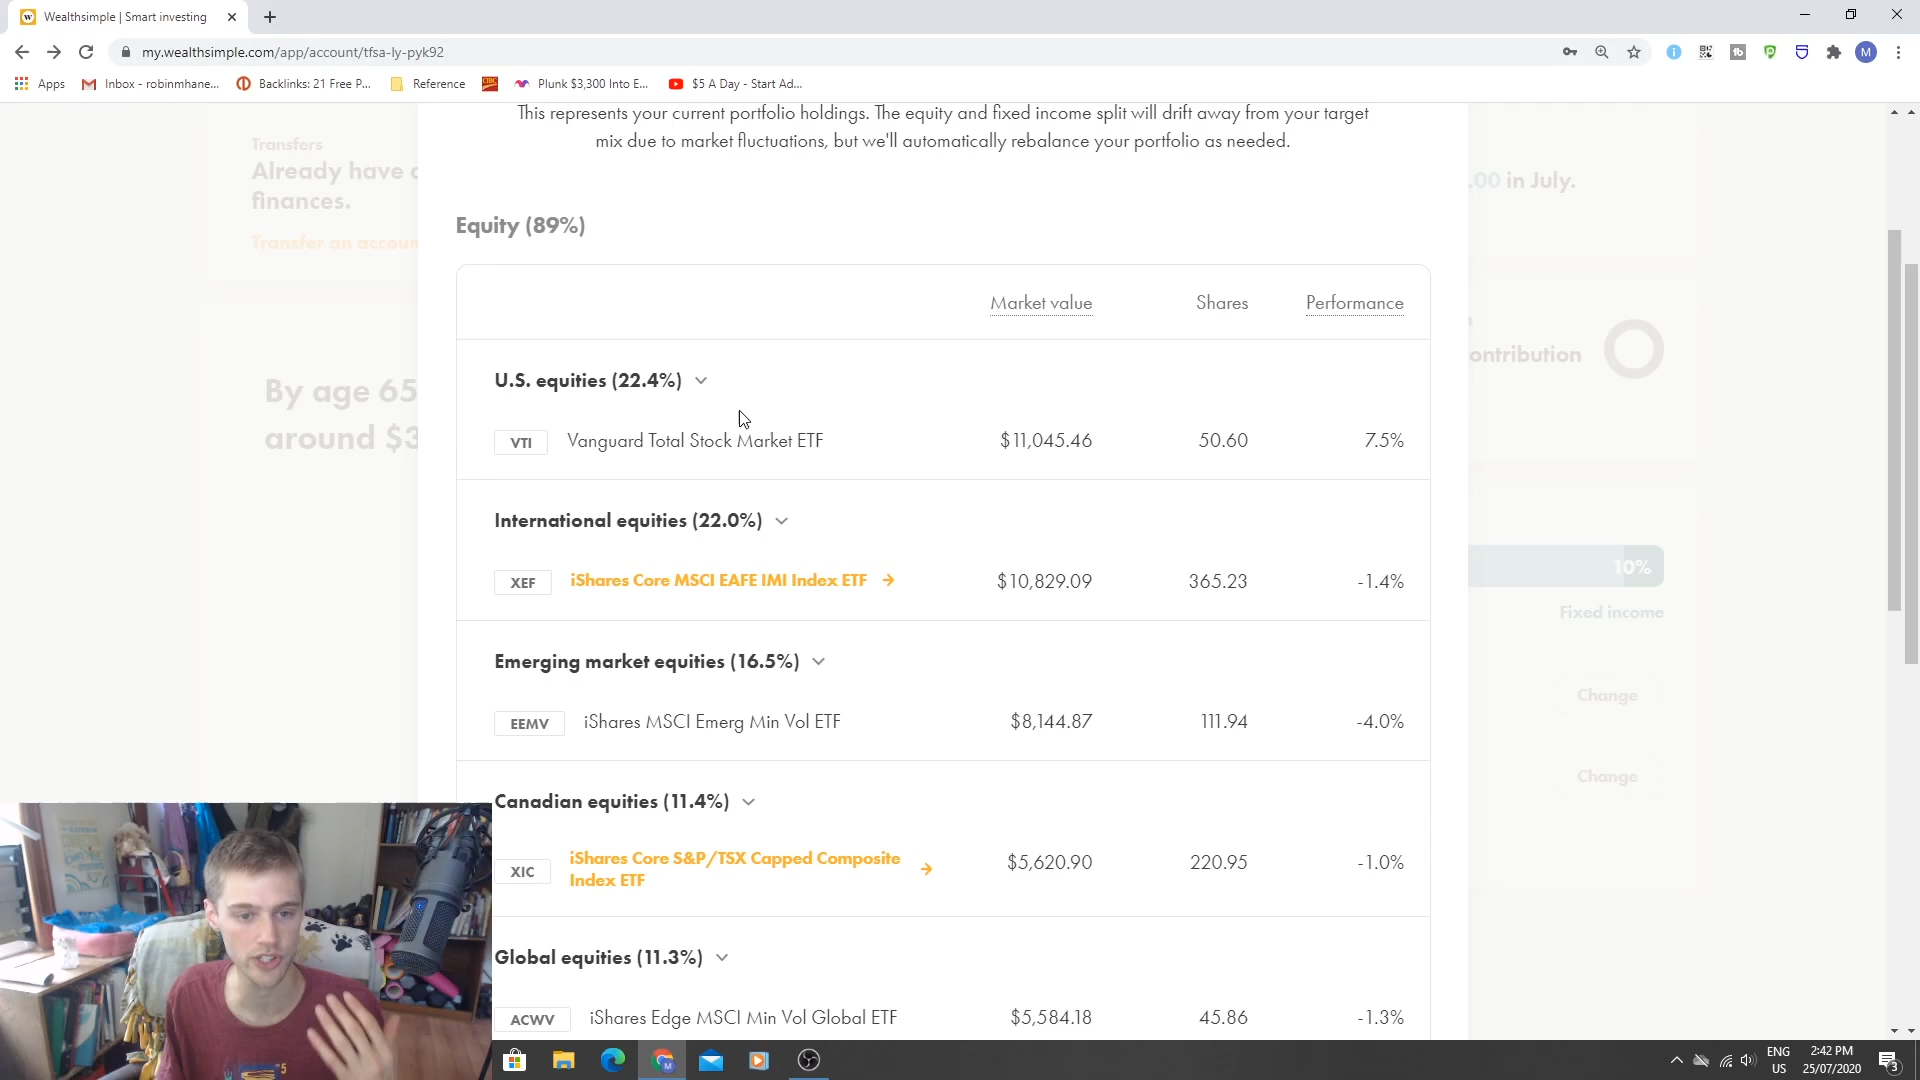 Wealthsimple | Smart investing
my.wealthsimple.com/app/account/tfsa-ly-pyk92
Apps
Inbox - robinmhane...
Backlinks: 21 Free P...
Reference
CIBC
Plunk $3,300 Into E...
$5 A Day - Start Ad...
M
This represents your current portfolio holdings. The equity and fixed income split will drift away from your target
mix due to market fluctuations, but we'll automatically rebalance your portfolio as needed.
Transfers
Already have
finances.
Transfer an accoun
.00 in July.
Equity (89%)
Market value Shares Performance
ontribution
By age 65
around $3
U.S. equities (22.4%)
VTI Vanguard Total Stock Market ETF $11,045.46 50.60 7.5%
International equities (22.0%)
XEF iShares Core MSCI EAFE IMI Index ETF → $10,829.09 365.23 -1.4%
10%
Fixed income
Emerging market equities (16.5%)
EEMV iShares MSCI Emerg Min Vol ETF $8,144.87 111.94 -4.0%
Change
Change
Canadian equities (11.4%)
XIC iShares Core S&P/TSX Capped Composite
Index ETF → $5,620.90 220.95 -1.0%
Global equities (11.3%)
ACWV iShares Edge MSCI Min Vol Global ETF $5,584.18 45.86 -1.3%
ENG
US
2:42 PM
25/07/2020
3